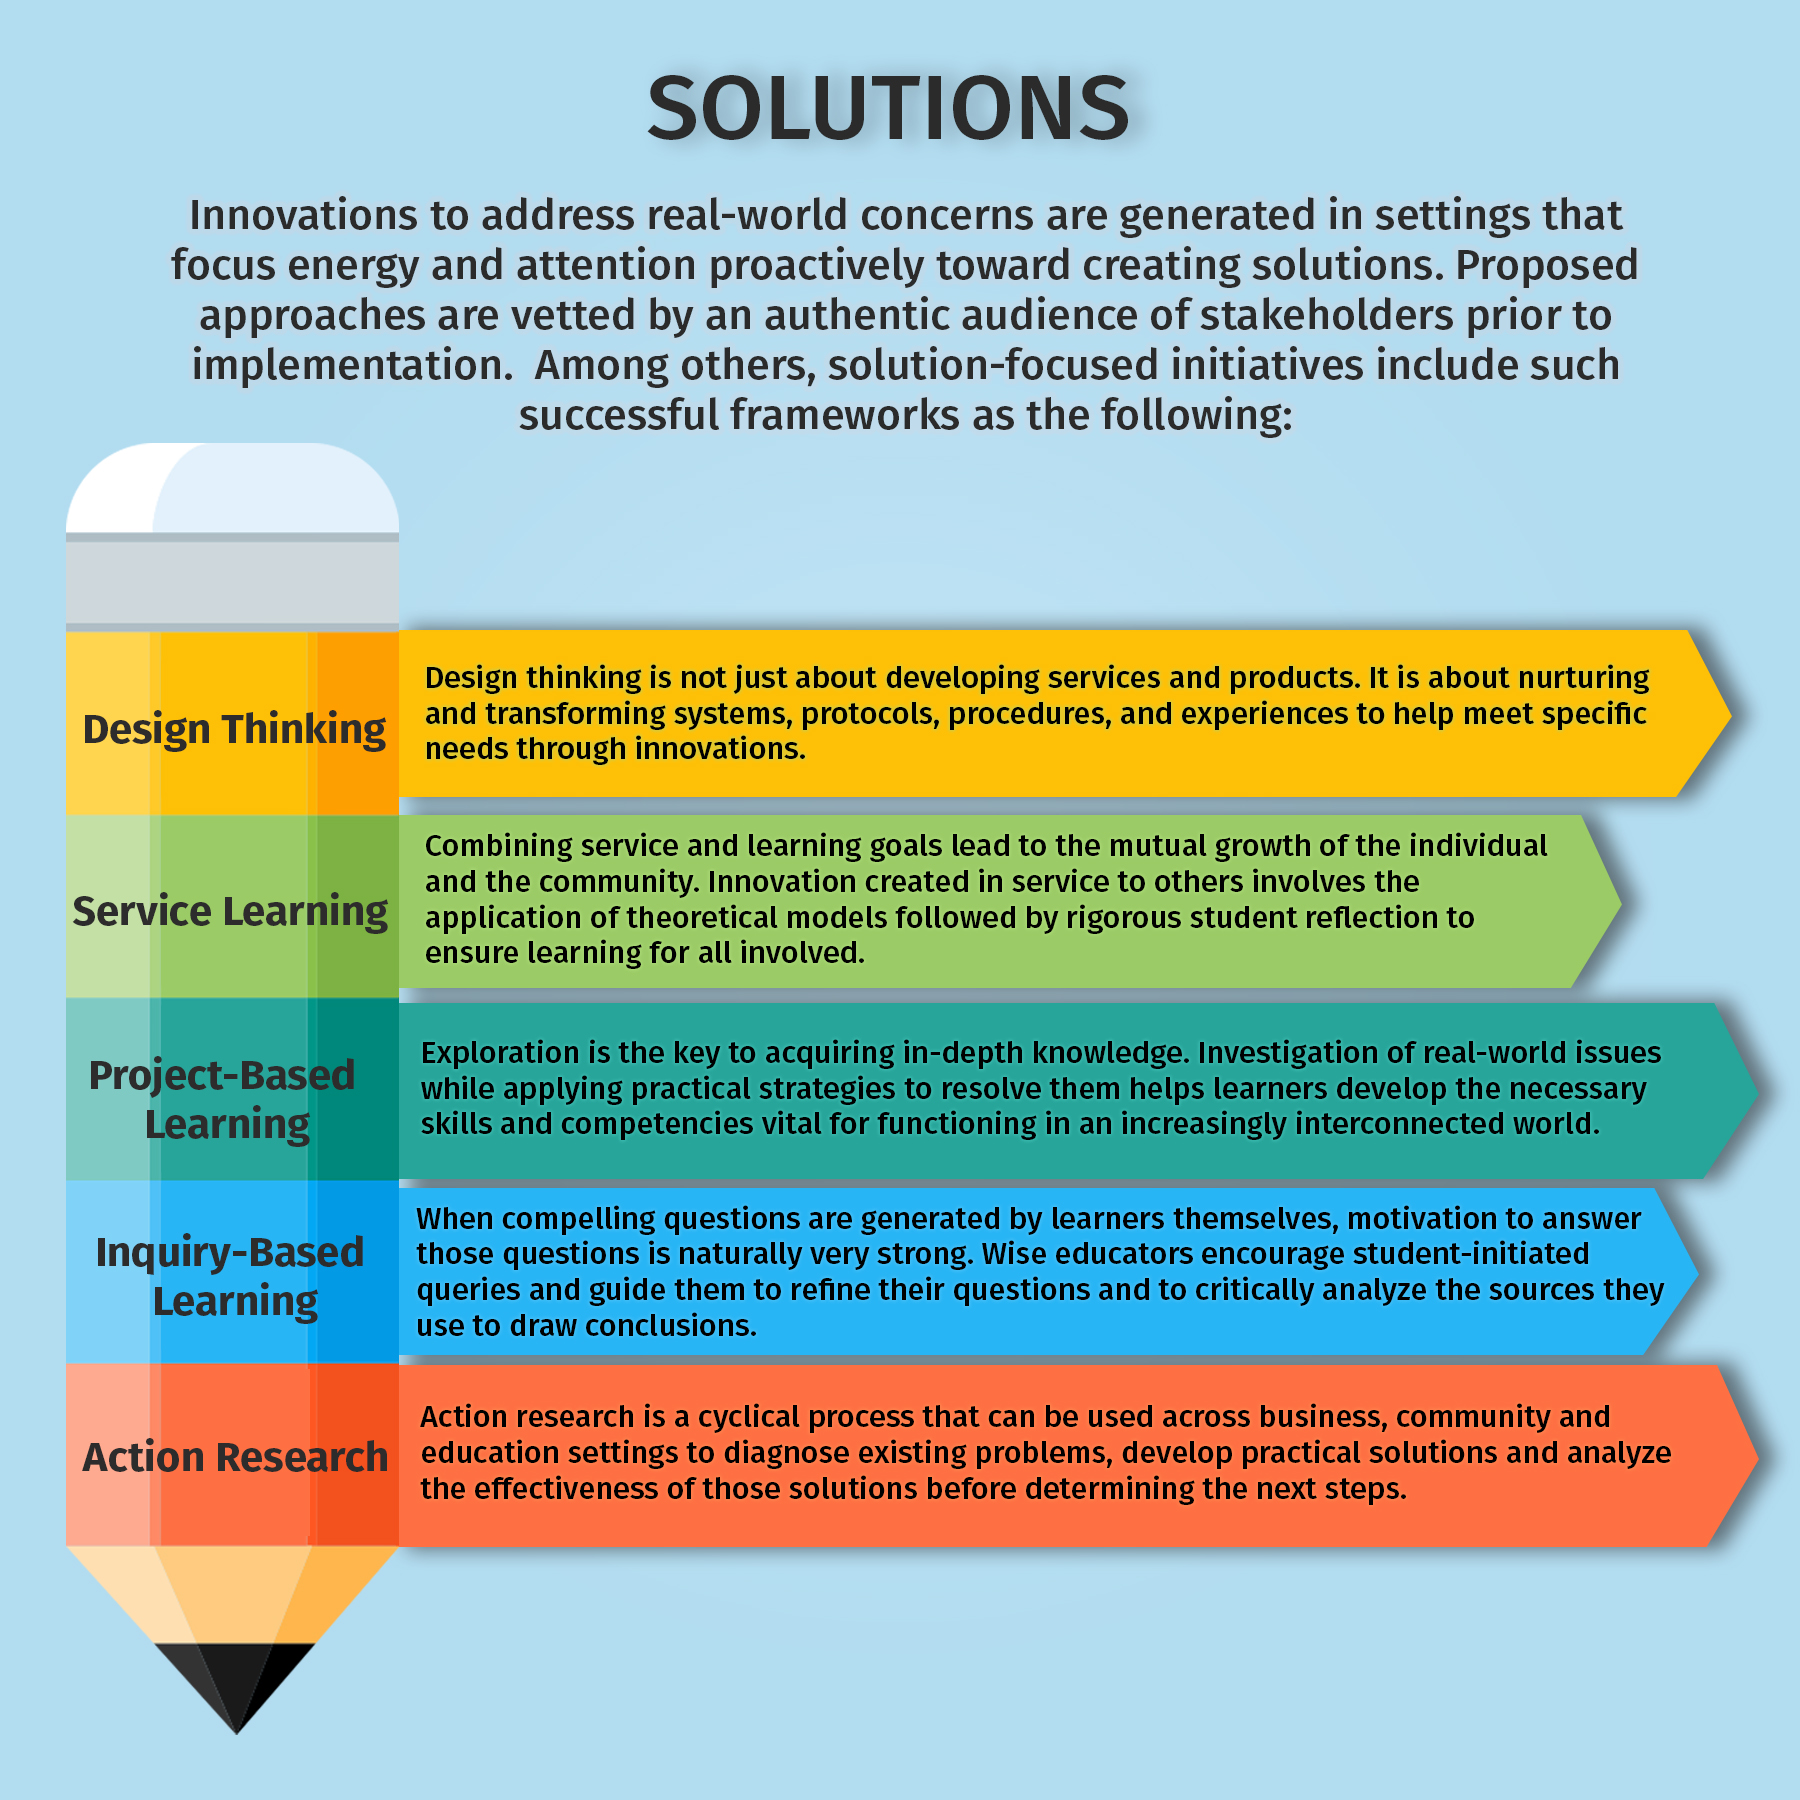 SOLUTIONS
Innovations to address real-world concerns are generated in settings that
focus energy and attention proactively toward creating solutions. Proposed
approaches are vetted by an authentic audience of stakeholders prior to
implementation.  Among others, solution-focused initiatives include such
successful frameworks as the following:
Design Thinking
Design thinking is not just about developing services and products. It is about nurturing
and transforming systems, protocols, procedures, and experiences to help meet specific
needs through innovations.
Service Learning
Combining service and learning goals lead to the mutual growth of the individual
and the community. Innovation created in service to others involves the
application of theoretical models followed by rigorous student reflection to
ensure learning for all involved.
Project-Based
Learning
Exploration is the key to acquiring in-depth knowledge. Investigation of real-world issues
while applying practical strategies to resolve them helps learners develop the necessary
skills and competencies vital for functioning in an increasingly interconnected world.
Inquiry-Based
Learning
When compelling questions are generated by learners themselves, motivation to answer
those questions is naturally very strong. Wise educators encourage student-initiated
queries and guide them to refine their questions and to critically analyze the sources they
use to draw conclusions.
Action Research
Action research is a cyclical process that can be used across business, community and
education settings to diagnose existing problems, develop practical solutions and analyze
the effectiveness of those solutions before determining the next steps.